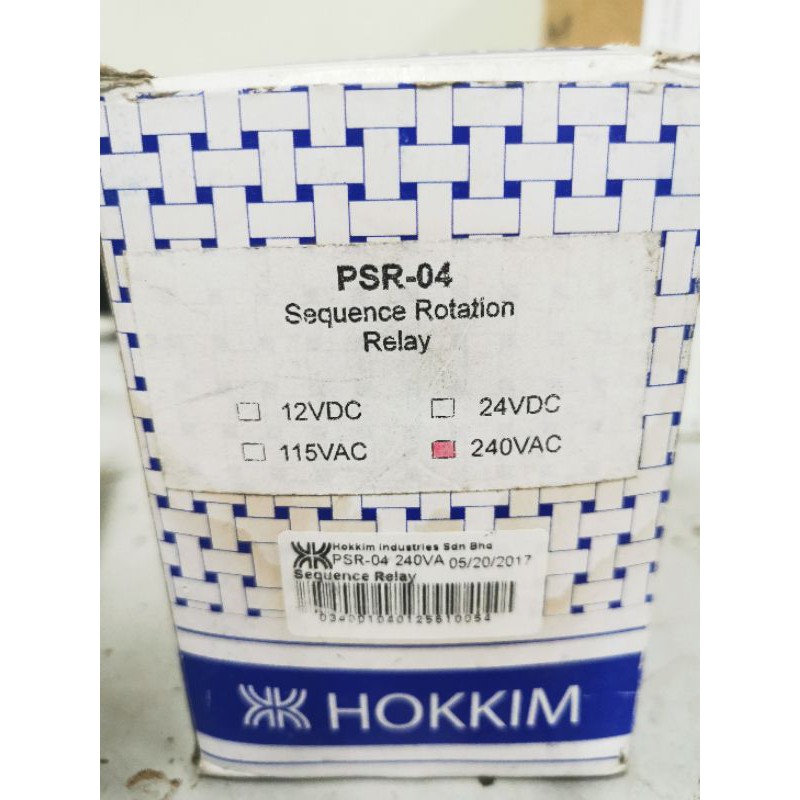 PSR-04
Sequence Rotation
Relay
12VDC 24VDC
115VAC 240VAC
Hokkim Industries Sdn Bhd
PSR-04 240VA 05/20/2017
Sequence Relay
HOKKIM